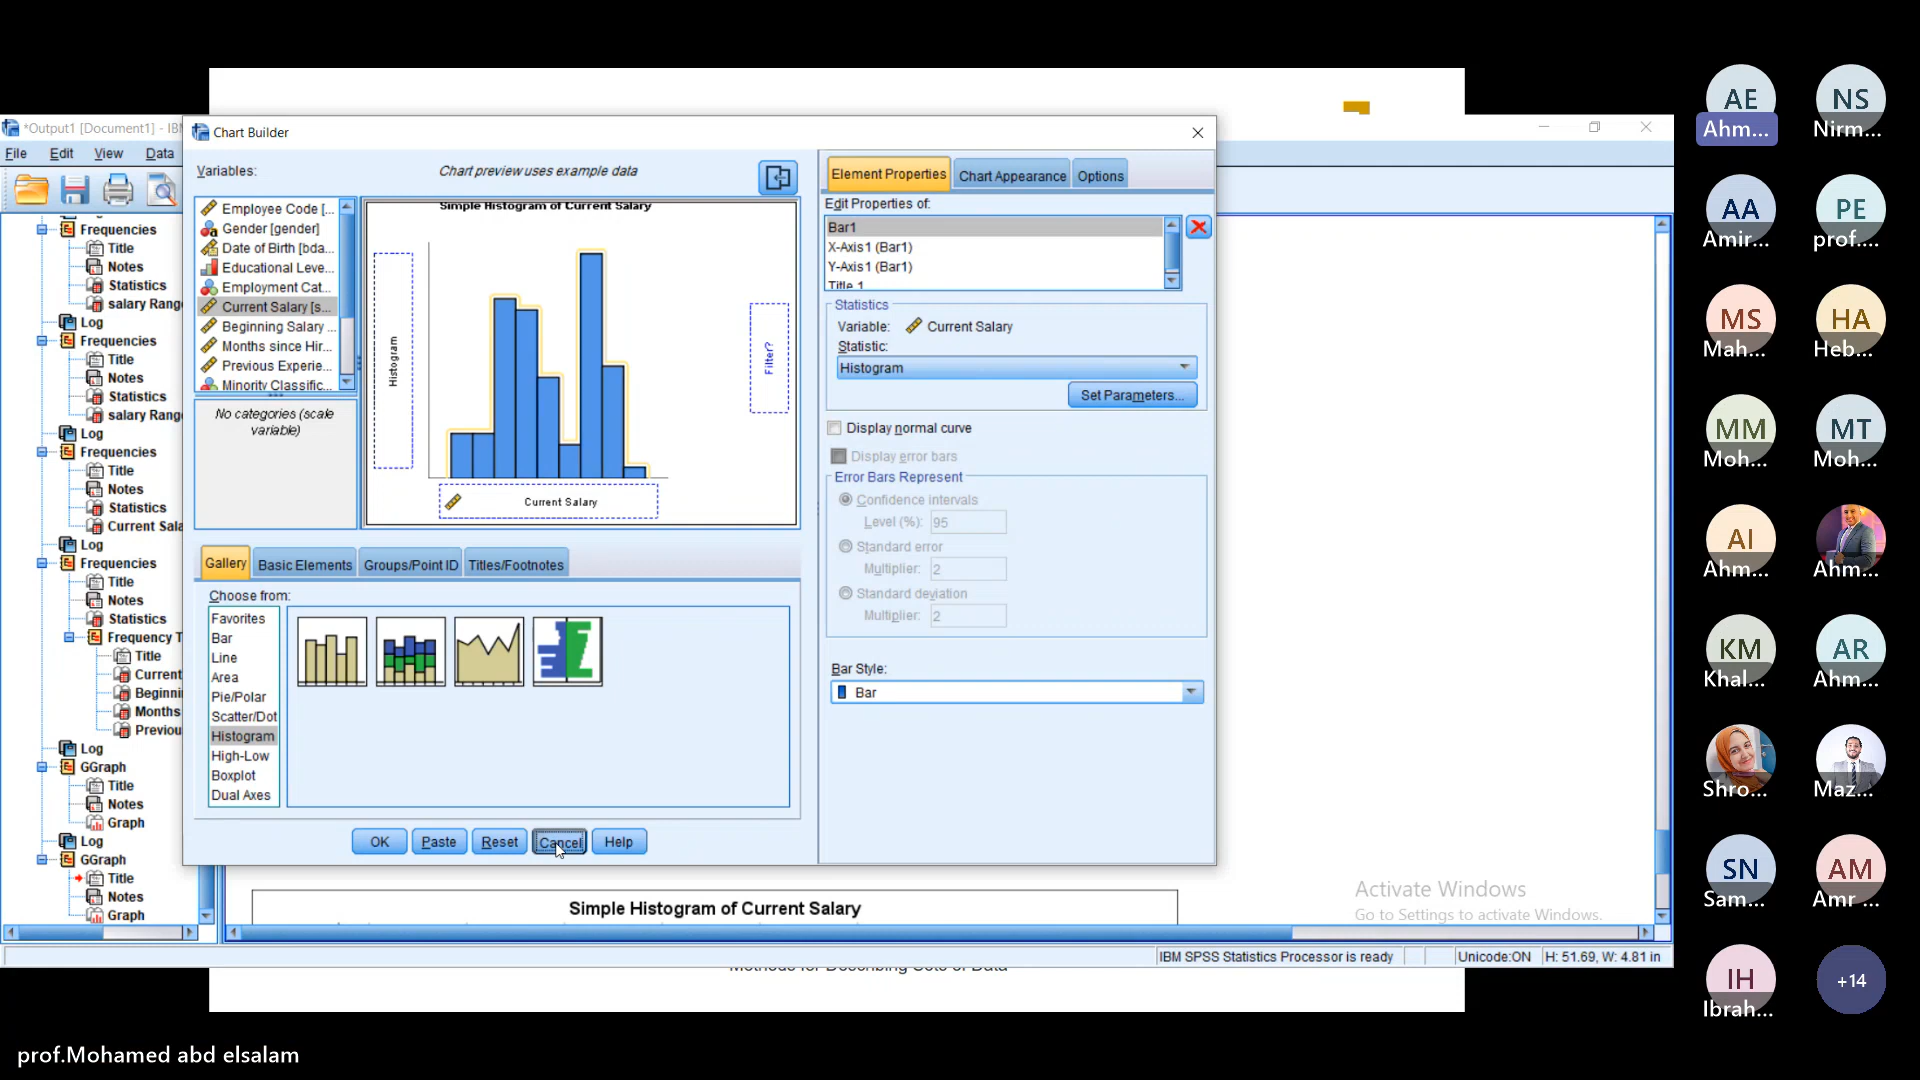 *Output1 [Document1] - IB
File Edit View Data
Frequencies
Title
Notes
Statistics
salary Rang
Log
Frequencies
Title
Notes
Statistics
salary Rang
Log
Frequencies
Title
Notes
Statistics
Current Sala
Log
Frequencies
Title
Notes
Statistics
Frequency T
Title
Current
Beginni
Months
Previou
Log
GGraph
Title
Notes
Graph
Log
GGraph
Title
Notes
Graph
Chart Builder
Variables:
Chart preview uses example data
Employee Code [...
Gender [gender]
Date of Birth [bda...
Educational Leve...
Employment Cat...
Current Salary [s...
Beginning Salary ...
Months since Hir...
Previous Experie...
Minority Classific...
No categories (scale
variable)
Simple Histogram of Current Salary
Histogram
Filter?
Current Salary
Gallery Basic Elements Groups/Point ID Titles/Footnotes
Choose from:
Favorites
Bar
Line
Area
Pie/Polar
Scatter/Dot
Histogram
High-Low
Boxplot
Dual Axes
OK Paste Reset Cancel Help
Element Properties Chart Appearance Options
Edit Properties of:
Bar1
X-Axis1 (Bar1)
Y-Axis1 (Bar1)
Title 1
Statistics
Variable: Current Salary
Statistic:
Histogram
Set Parameters...
Display normal curve
Display error bars
Error Bars Represent
Confidence intervals
Level (%): 95
Standard error
Multiplier: 2
Standard deviation
Multiplier: 2
Bar Style:
Bar
Simple Histogram of Current Salary
Activate Windows
Go to Settings to activate Windows.
IBM SPSS Statistics Processor is ready Unicode:ON H: 51.69, W: 4.81 in
Methods for Describing Sets of Data
prof.Mohamed abd elsalam
AE NS
Ahm... Nirm...
AA PE
Amir... prof....
MS HA
Mah... Heb...
MM MT
Moh... Moh...
AI
Ahm... Ahm...
KM AR
Khal... Ahm...
Shro... Maz...
SN AM
Sam... Amr ...
IH +14
Ibrah...